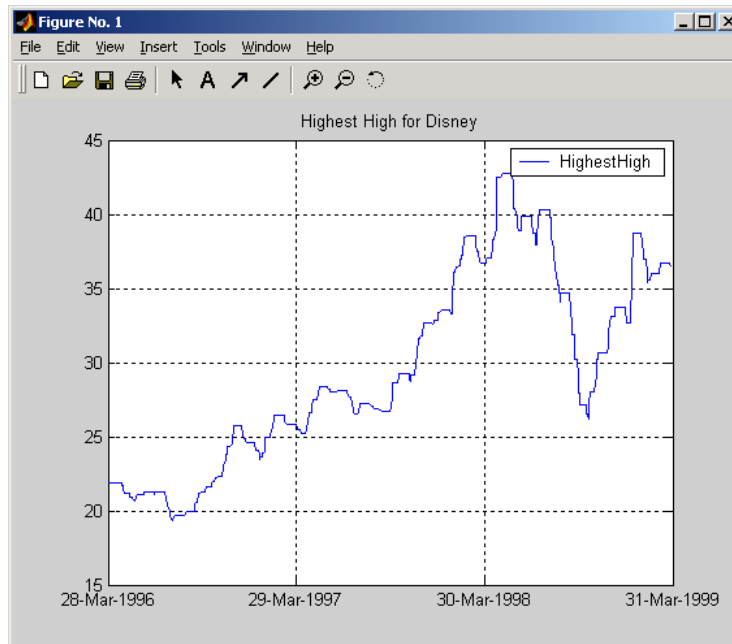 Figure No. 1
File Edit View Insert Tools Window Help
A
Highest High for Disney
HighestHigh
45
40
35
30
25
20
15
28-Mar-1996 29-Mar-1997 30-Mar-1998 31-Mar-1999